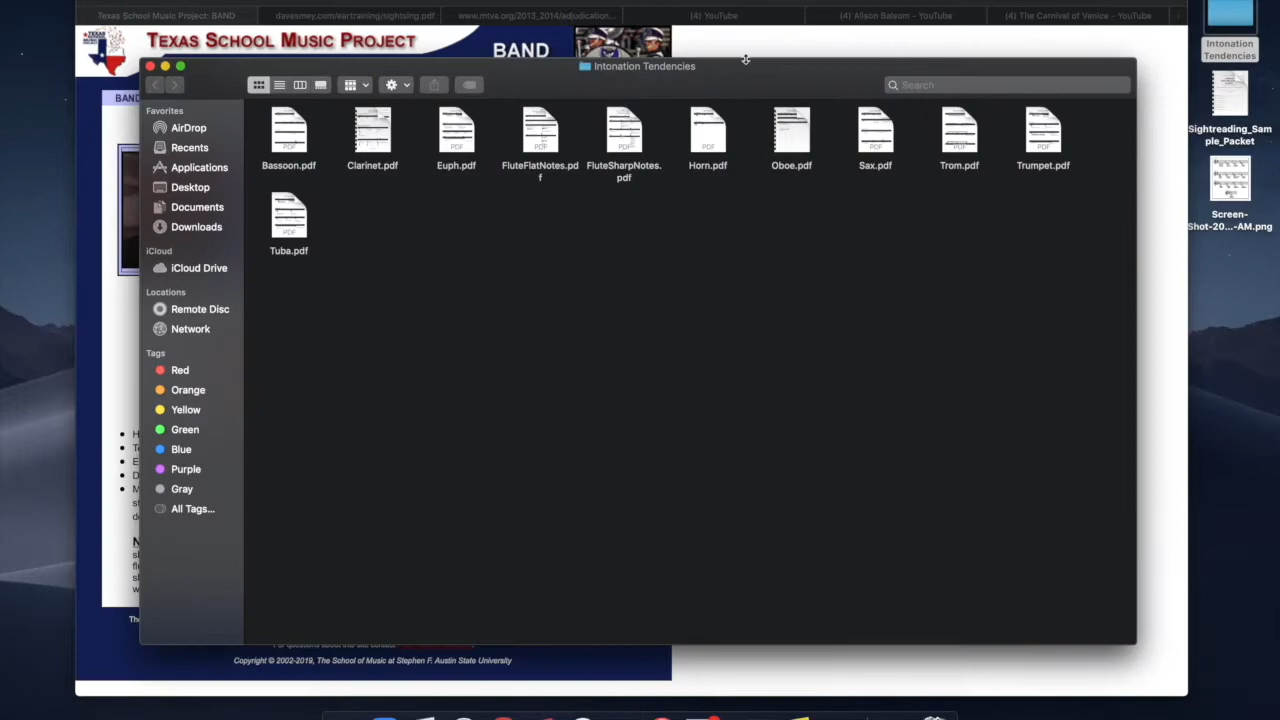 Texas School Music Project: BAND
davesmey.com/eartraining/sightsing.pdf
www.mtva.org/2013_2014/adjudication...
(4) YouTube
(4) Alison Balsom – YouTube
(4) The Carnival of Venice – YouTube
TEXAS SCHOOL MUSIC PROJECT
BAND
Intonation Tendencies
Search
Favorites
AirDrop
Recents
Applications
Desktop
Documents
Downloads
iCloud
iCloud Drive
Locations
Remote Disc
Network
Tags
Red
Orange
Yellow
Green
Blue
Purple
Gray
All Tags...
Bassoon.pdf
Clarinet.pdf
Euph.pdf
FluteFlatNotes.pd
f
FluteSharpNotes.
pdf
Horn.pdf
Oboe.pdf
Sax.pdf
Trom.pdf
Trumpet.pdf
Tuba.pdf
Intonation
Tendencies
Sightreading_Sam
ple_Packet
Screen-
Shot-20...-AM.png
BAND
Copyright © 2002-2019, The School of Music at Stephen F. Austin State University